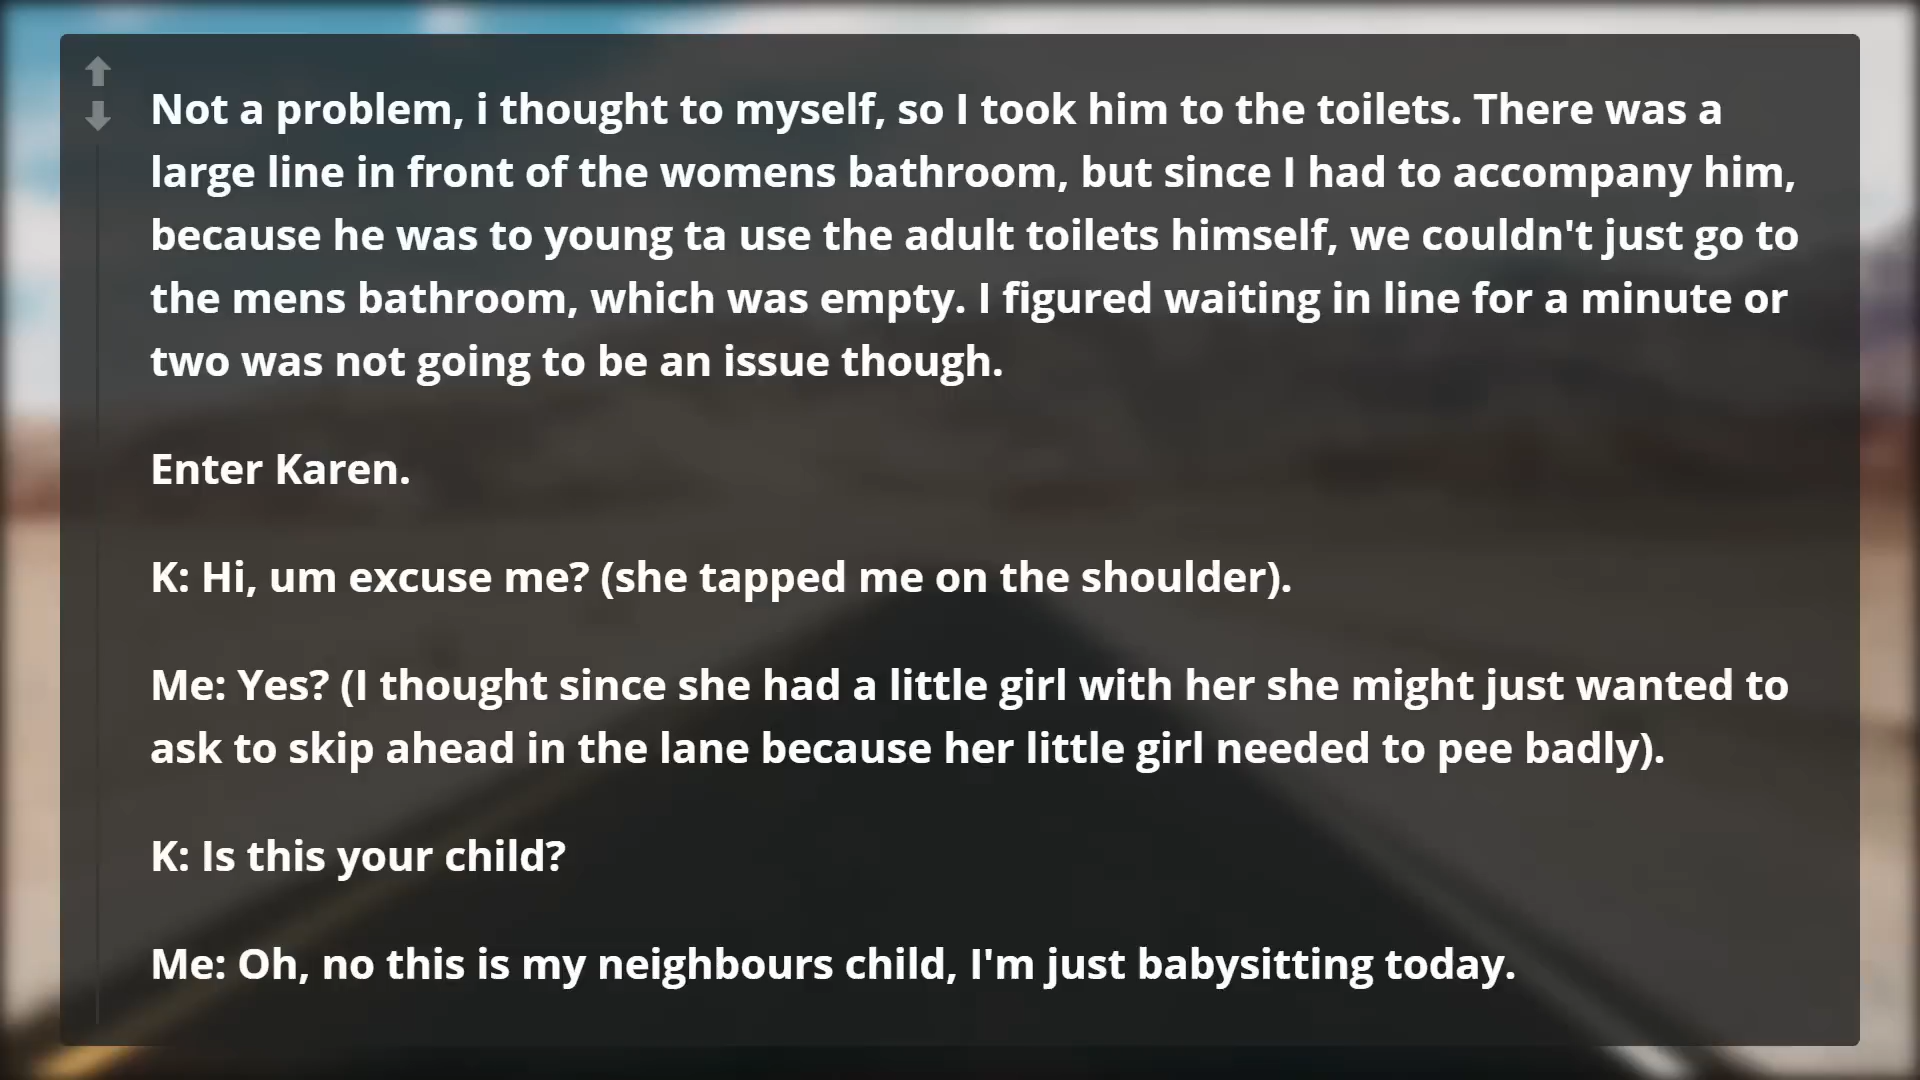 Not a problem, i thought to myself, so I took him to the toilets. There was a
large line in front of the womens bathroom, but since I had to accompany him,
because he was to young ta use the adult toilets himself, we couldn't just go to
the mens bathroom, which was empty. I figured waiting in line for a minute or
two was not going to be an issue though.
Enter Karen.
K: Hi, um excuse me? (she tapped me on the shoulder).
Me: Yes? (I thought since she had a little girl with her she might just wanted to
ask to skip ahead in the lane because her little girl needed to pee badly).
K: Is this your child?
Me: Oh, no this is my neighbours child, I'm just babysitting today.